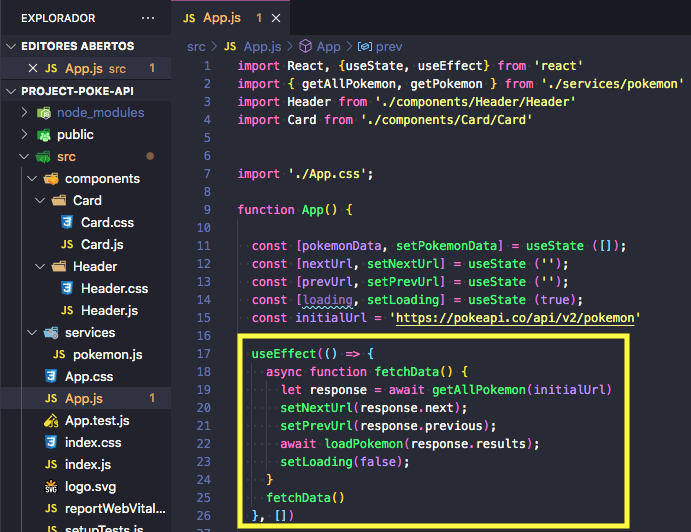 EXPLORADOR ...
EDITORES ABERTOS
JS App.js src 1
PROJECT-POKE-API
node_modules
public
src
components
Card
Card.css
JS Card.js
Header
Header.css
JS Header.js
services
JS pokemon.js
App.css
JS App.js 1
App.test.js
index.css
JS index.js
logo.svg
JS reportWebVital...
setupTests.js
JS App.js 1
src > JS App.js > App > prev
1 import React, {useState, useEffect} from 'react'
2 import { getAllPokemon, getPokemon } from './services/pokemon'
3 import Header from './components/Header/Header'
4 import Card from './components/Card/Card'
5
6
7 import './App.css';
8
9 function App() {
10
11 const [pokemonData, setPokemonData] = useState ([]);
12 const [nextUrl, setNextUrl] = useState ('');
13 const [prevUrl, setPrevUrl] = useState ('');
14 const [loading, setLoading] = useState (true);
15 const initialUrl = 'https://pokeapi.co/api/v2/pokemon'
16
17 useEffect(() => {
18 async function fetchData() {
19 let response = await getAllPokemon(initialUrl)
20 setNextUrl(response.next);
21 setPrevUrl(response.previous);
22 await loadPokemon(response.results);
23 setLoading(false);
24 }
25 fetchData()
26 }, [])